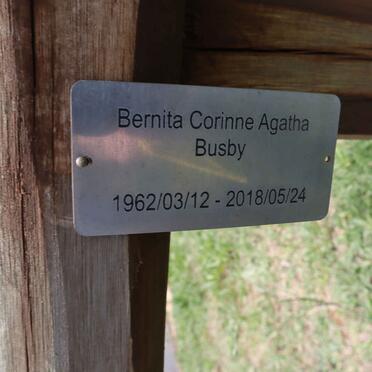 Bernita Corinne Agatha
Busby
1962/03/12 - 2018/05/24